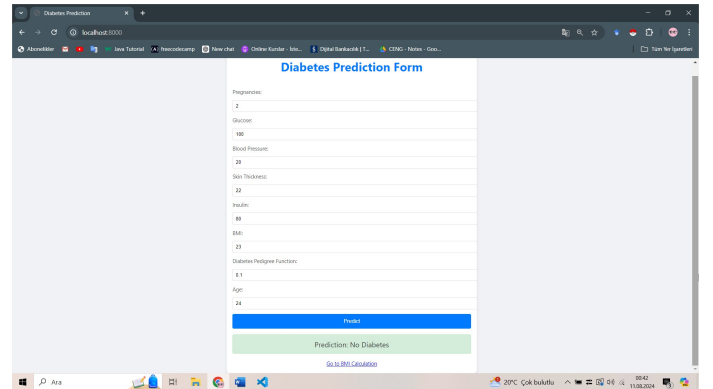 Diabetes Prediction
localhost:8000
Abonelikler
Java Tutorial
(A) freecodecamp
New chat
Online Kurslar - İste...
Dijital Bankacılık | T...
CENG - Notes - Goo...
Tüm Yer İşaretleri
Diabetes Prediction Form
Pregnancies:
2
Glucose:
100
Blood Pressure:
20
Skin Thickness:
22
Insulin:
80
BMI:
23
Diabetes Pedigree Function:
0.1
Age:
24
Predict
Prediction: No Diabetes
Go to BMI Calculation
Ara
20°C Çok bulutlu
00:42
11.08.2024